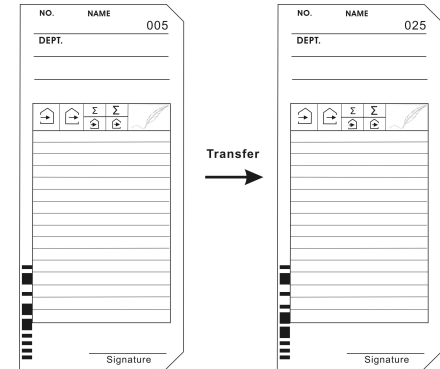 NO. NAME
005
DEPT.
Σ Σ
Signature
Transfer
NO. NAME
025
DEPT.
Σ Σ
Signature